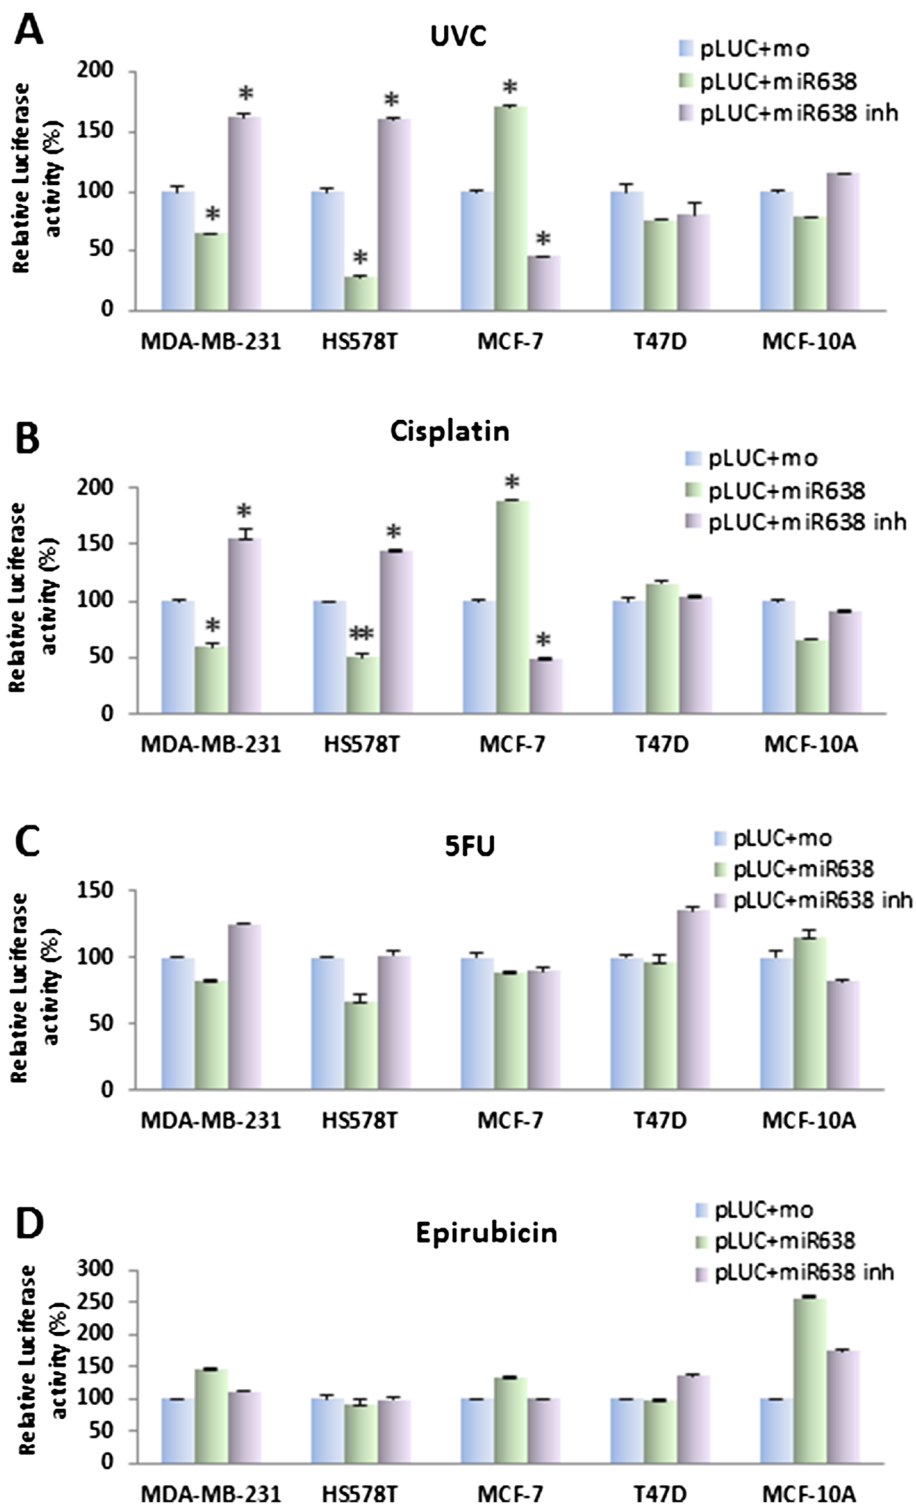 A
UVC
pLUC+mo
pLUC+miR638
pLUC+miR638 inh
Relative Luciferase
activity (%)
200
150
100
50
0
* * * * * *
MDA-MB-231 HS578T MCF-7 T47D MCF-10A
B
Cisplatin
pLUC+mo
pLUC+miR638
pLUC+miR638 inh
Relative Luciferase
activity (%)
200
150
100
50
0
* * ** * * *
MDA-MB-231 HS578T MCF-7 T47D MCF-10A
C
5FU
pLUC+mo
pLUC+miR638
pLUC+miR638 inh
Relative Luciferase
activity (%)
150
100
50
0
MDA-MB-231 HS578T MCF-7 T47D MCF-10A
D
Epirubicin
pLUC+mo
pLUC+miR638
pLUC+miR638 inh
Relative Luciferase
activity (%)
300
250
200
150
100
50
0
MDA-MB-231 HS578T MCF-7 T47D MCF-10A